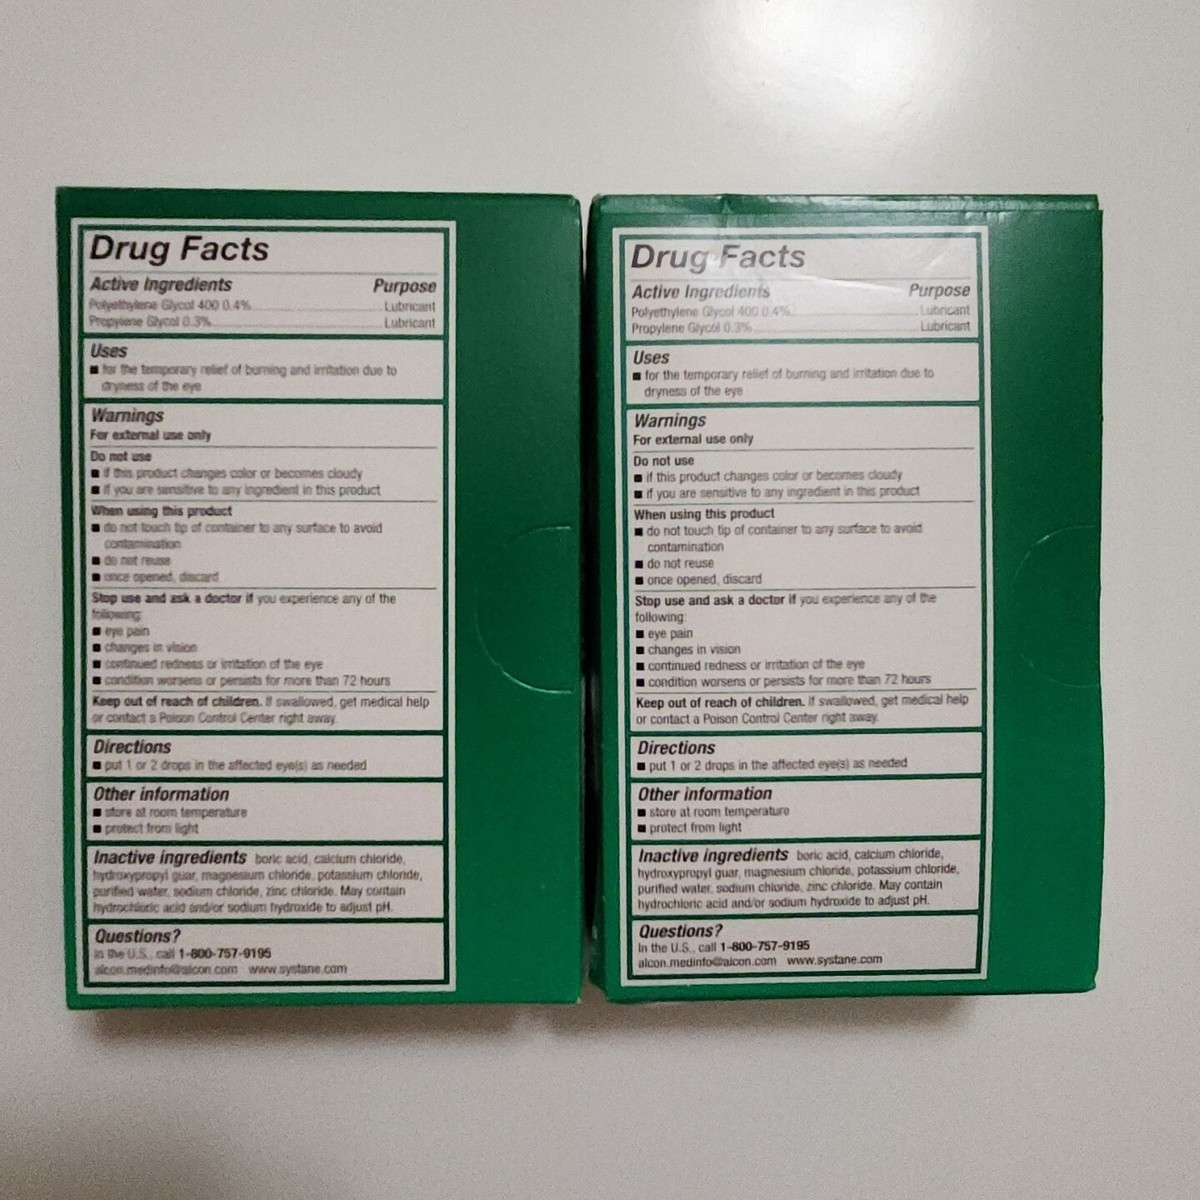 Drug Facts
Active Ingredients Purpose
Polyethylene Glycol 400 0.4% Lubricant
Propylene Glycol 0.3% Lubricant
Uses
■ for the temporary relief of burning and irritation due to
dryness of the eye
Warnings
For external use only
Do not use
■ if this product changes color or becomes cloudy
■ if you are sensitive to any ingredient in this product
When using this product
■ do not touch tip of container to any surface to avoid
contamination
■ do not reuse
■ once opened, discard
Stop use and ask a doctor if you experience any of the
following:
■ eye pain
■ changes in vision
■ continued redness or irritation of the eye
■ condition worsens or persists for more than 72 hours
Keep out of reach of children. If swallowed, get medical help
or contact a Poison Control Center right away.
Directions
■ put 1 or 2 drops in the affected eye(s) as needed
Other information
■ store at room temperature
■ protect from light
Inactive ingredients boric acid, calcium chloride,
hydroxypropyl guar, magnesium chloride, potassium chloride,
purified water, sodium chloride, zinc chloride. May contain
hydrochloric acid and/or sodium hydroxide to adjust pH.
Questions?
In the U.S., call 1-800-757-9195
alcon.medinfo@alcon.com www.systane.com
Drug Facts
Active Ingredients Purpose
Polyethylene Glycol 400 0.4% Lubricant
Propylene Glycol 0.3% Lubricant
Uses
■ for the temporary relief of burning and irritation due to
dryness of the eye
Warnings
For external use only
Do not use
■ if this product changes color or becomes cloudy
■ if you are sensitive to any ingredient in this product
When using this product
■ do not touch tip of container to any surface to avoid
contamination
■ do not reuse
■ once opened, discard
Stop use and ask a doctor if you experience any of the
following:
■ eye pain
■ changes in vision
■ continued redness or irritation of the eye
■ condition worsens or persists for more than 72 hours
Keep out of reach of children. If swallowed, get medical help
or contact a Poison Control Center right away.
Directions
■ put 1 or 2 drops in the affected eye(s) as needed
Other information
■ store at room temperature
■ protect from light
Inactive ingredients boric acid, calcium chloride,
hydroxypropyl guar, magnesium chloride, potassium chloride,
purified water, sodium chloride, zinc chloride. May contain
hydrochloric acid and/or sodium hydroxide to adjust pH.
Questions?
In the U.S., call 1-800-757-9195
alcon.medinfo@alcon.com www.systane.com